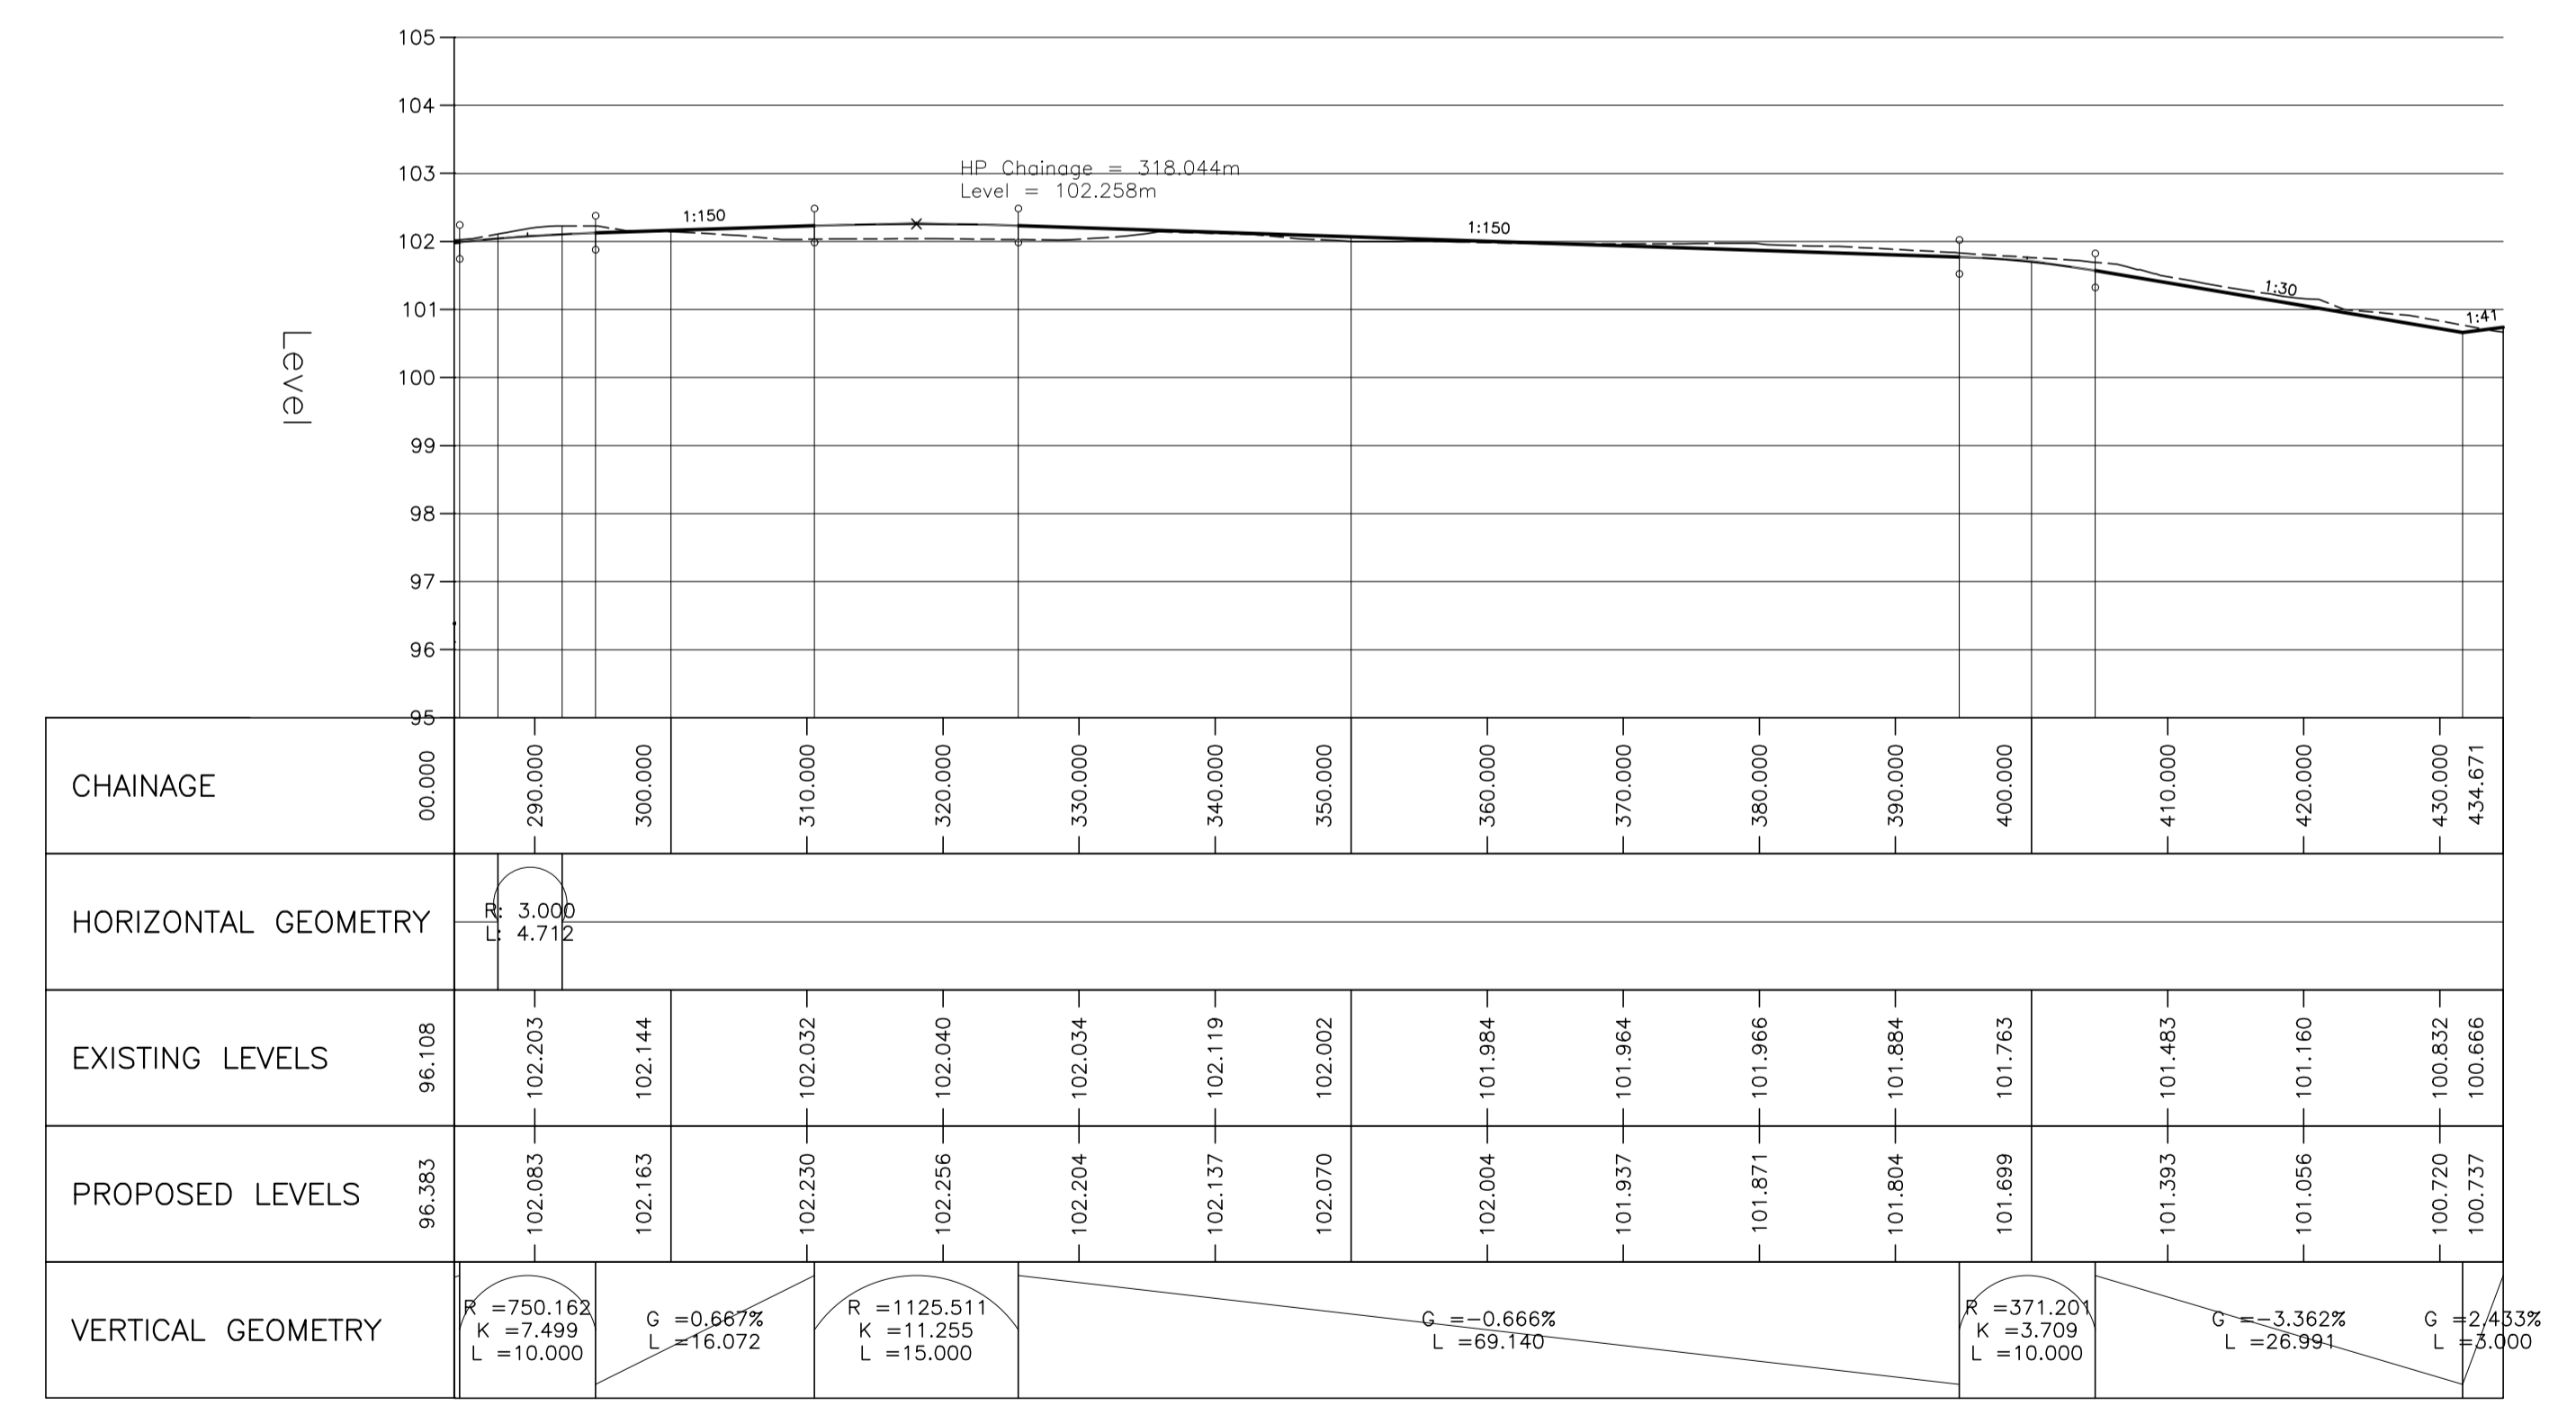 105
104
103
102
101
100
99
98
97
96
95
Level
HP Chainage = 318.044m
Level = 102.258m
1:150
1:150
1:30
1:41
CHAINAGE 00.000 290.000 300.000 310.000 320.000 330.000 340.000 350.000 360.000 370.000 380.000 390.000 400.000 410.000 420.000 430.000 434.671
HORIZONTAL GEOMETRY
R: 3.000
L: 4.712
EXISTING LEVELS 96.108 102.203 102.144 102.032 102.040 102.034 102.119 102.002 101.984 101.964 101.966 101.884 101.763 101.483 101.160 100.832 100.666
PROPOSED LEVELS 96.383 102.083 102.163 102.230 102.256 102.204 102.137 102.070 102.004 101.937 101.871 101.804 101.699 101.393 101.056 100.720 100.737
VERTICAL GEOMETRY
R =750.162
K =7.499
L =10.000
G =0.667%
L =16.072
R =1125.511
K =11.255
L =15.000
G =-0.666%
L =69.140
R =371.201
K =3.709
L =10.000
G =-3.362%
L =26.991
G =2.433%
L =3.000